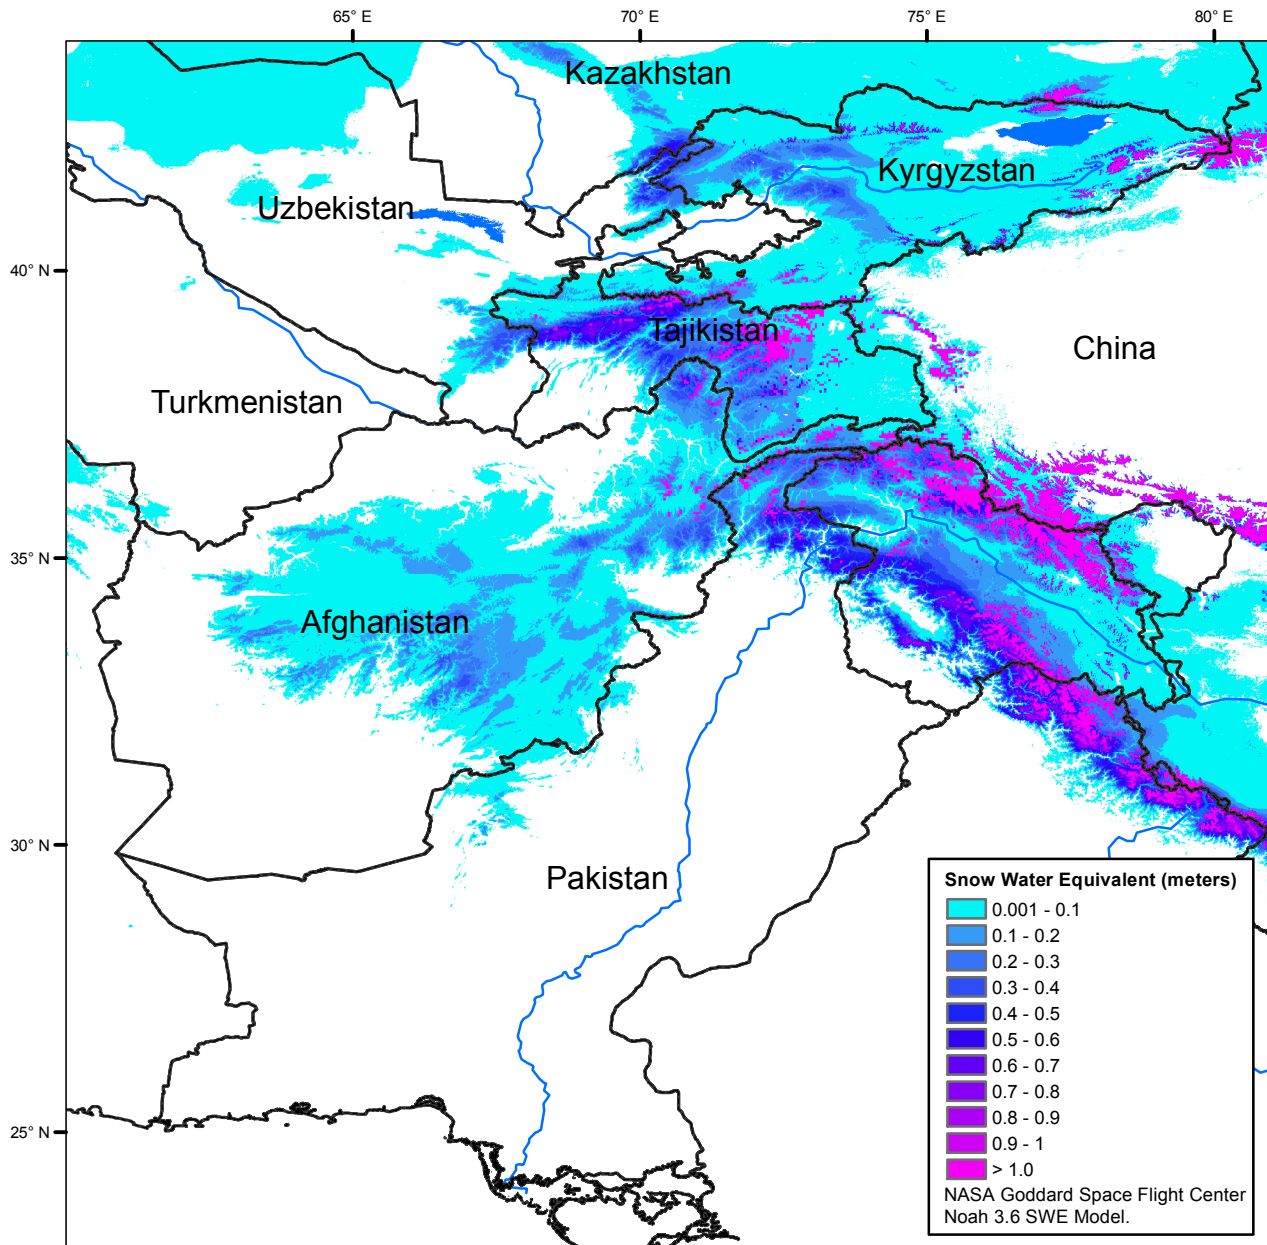 65° E
70° E
75° E
80° E
Kazakhstan
Kyrgyzstan
Uzbekistan
40° N
Tajikistan
China
Turkmenistan
35° N
Afghanistan
30° N
Pakistan
25° N
Snow Water Equivalent (meters)
0.001 - 0.1
0.1 - 0.2
0.2 - 0.3
0.3 - 0.4
0.4 - 0.5
0.5 - 0.6
0.6 - 0.7
0.7 - 0.8
0.8 - 0.9
0.9 - 1
> 1.0
NASA Goddard Space Flight Center
Noah 3.6 SWE Model.